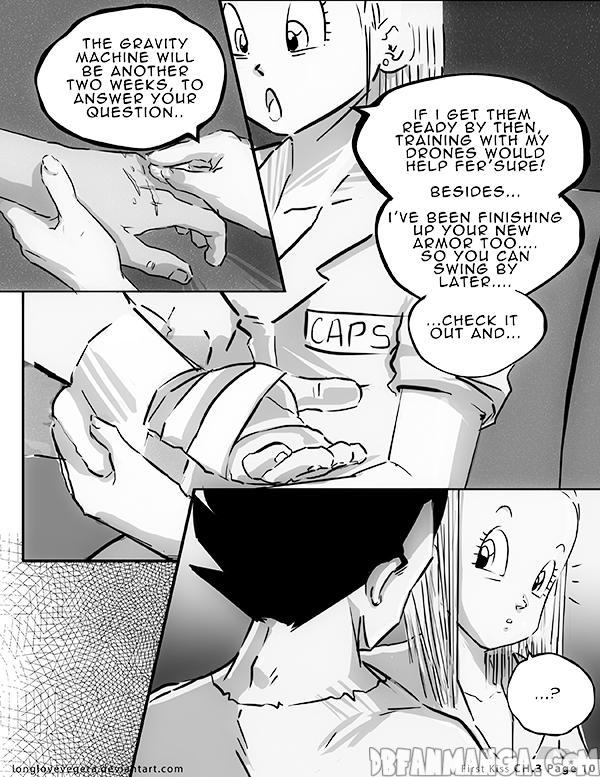 THE GRAVITY
MACHINE WILL
BE ANOTHER
TWO WEEKS, TO
ANSWER YOUR
QUESTION..
IF I GET THEM
READY BY THEN,
TRAINING WITH MY
DRONES WOULD
HELP FER'SURE!
BESIDES...
I'VE BEEN FINISHING
UP YOUR NEW
ARMOR TOO....
SO YOU CAN
SWING BY
LATER....
...CHECK IT
OUT AND...
CAPS
...?
DBFANMANGA.COM
longlovevegeta.deviantart.com
First Kiss CH.3 Page 10